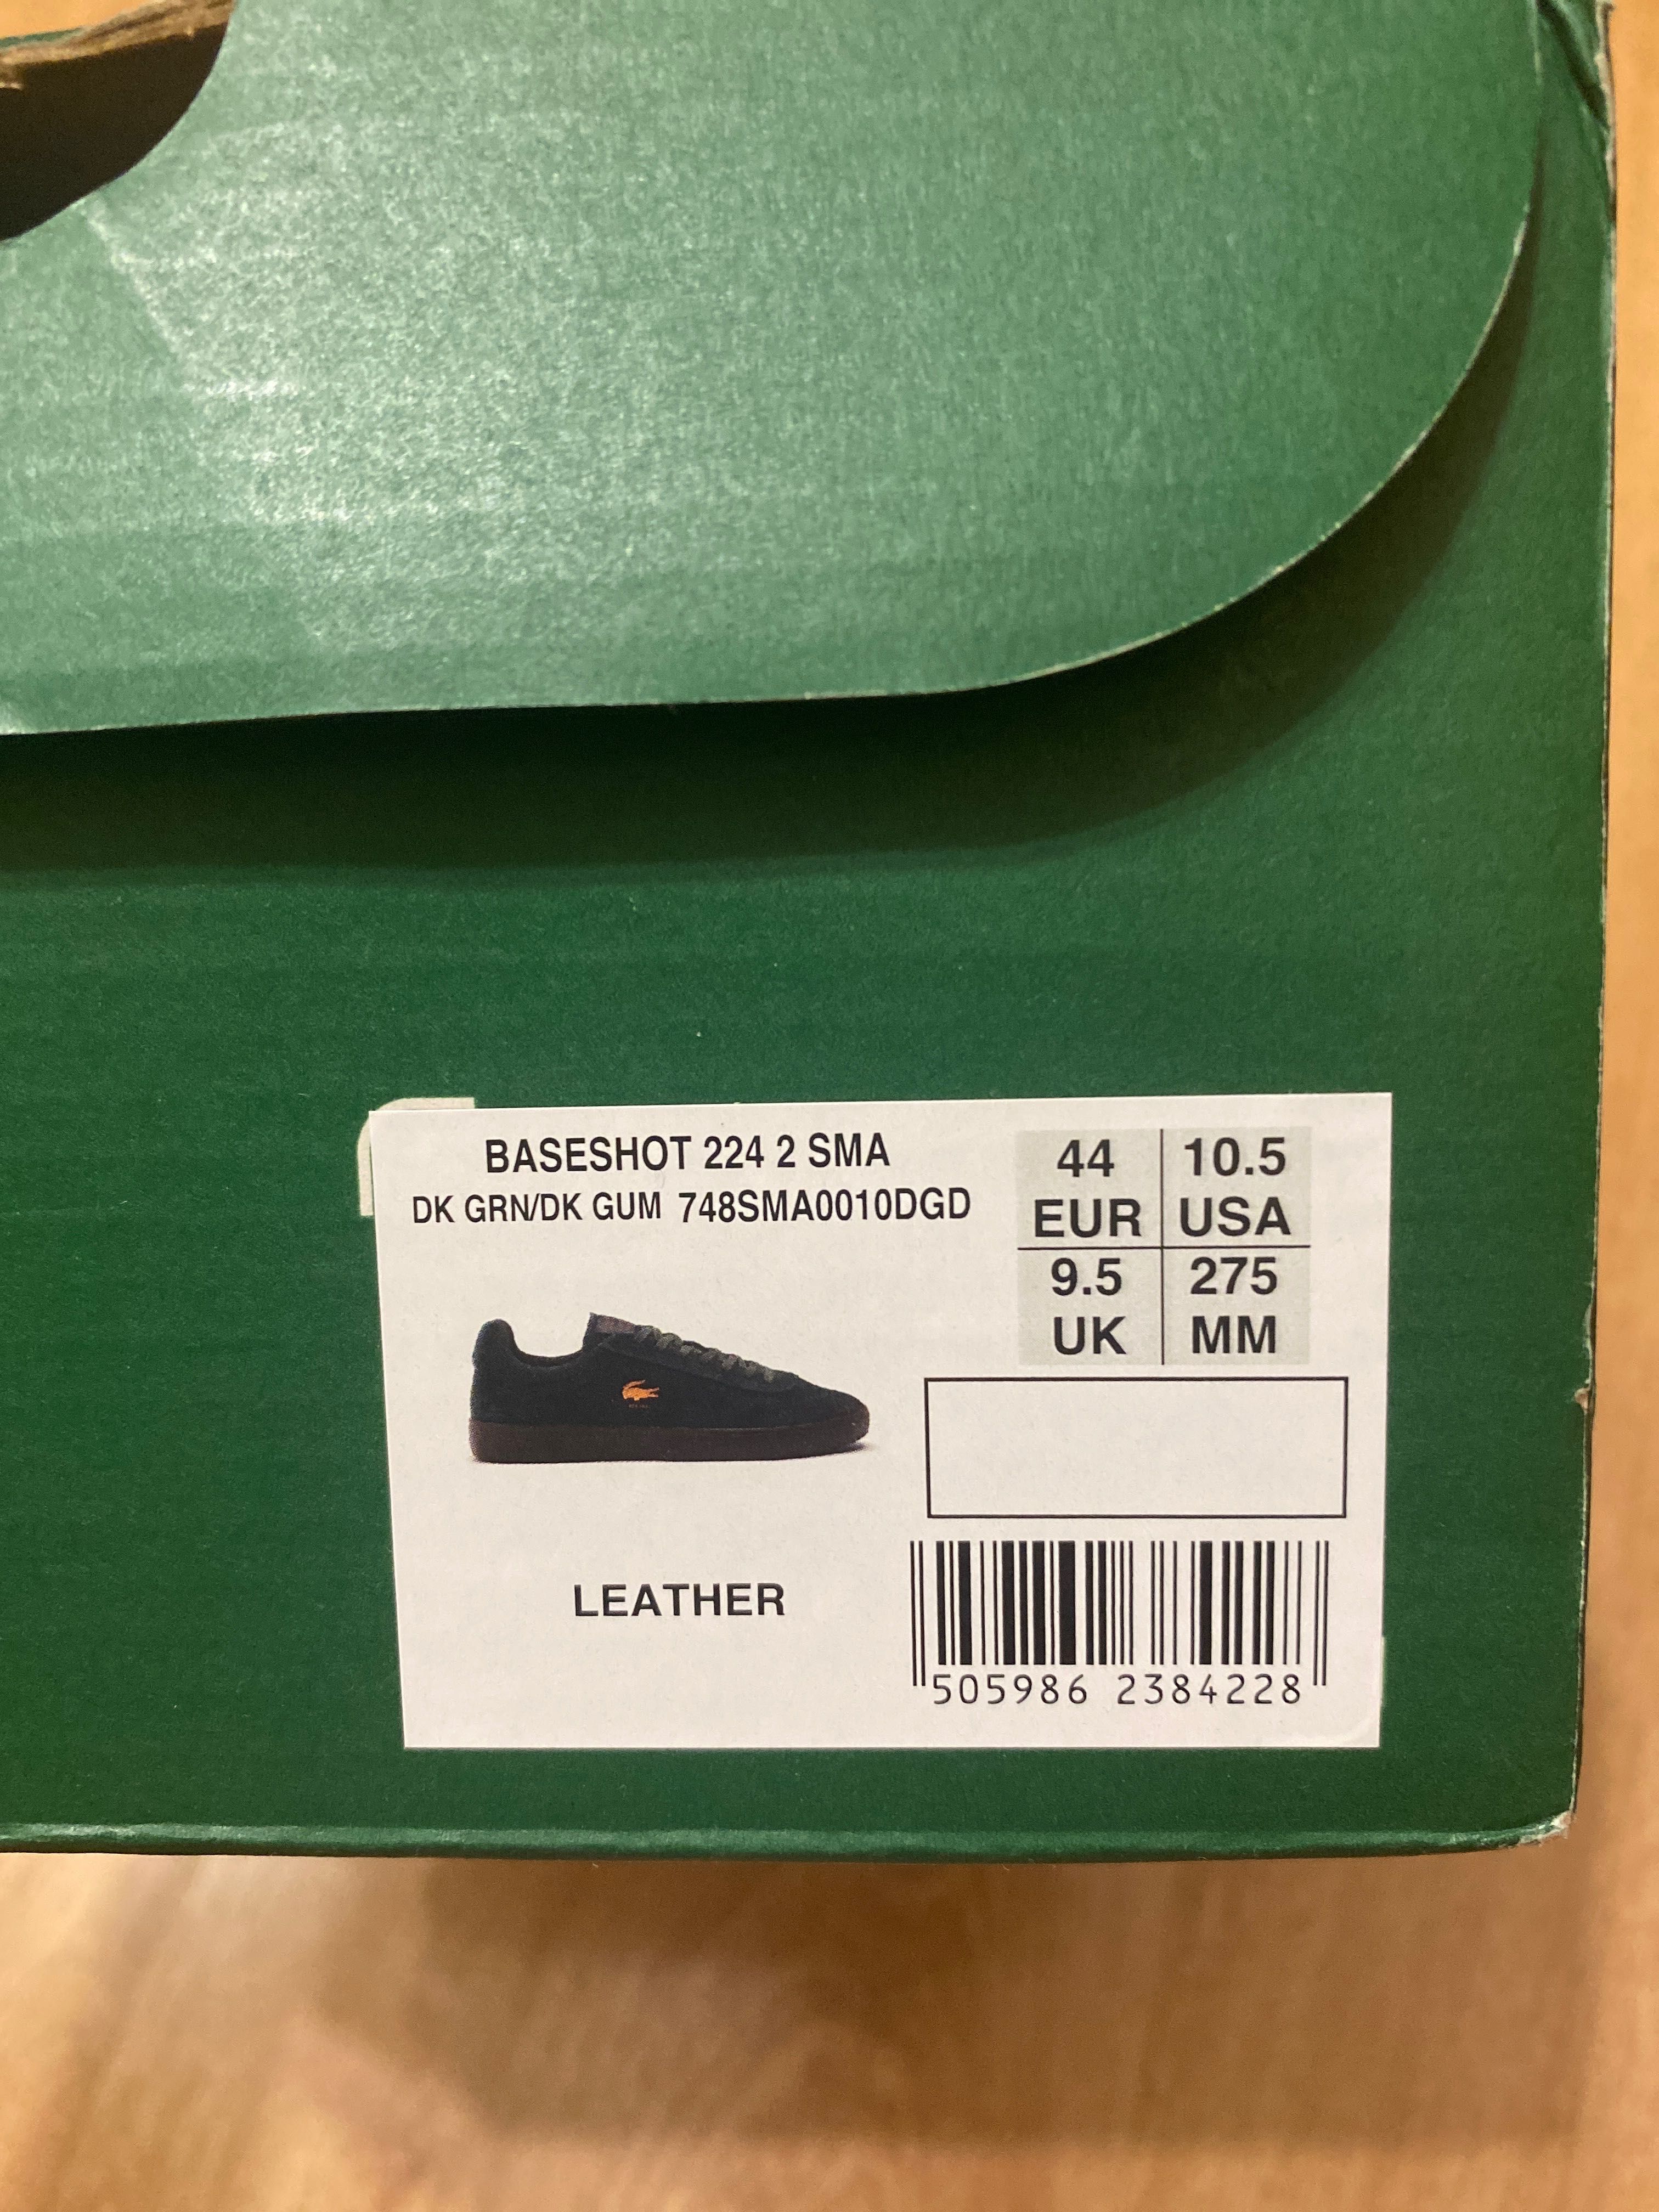 BASESHOT 224 2 SMA
DK GRN/DK GUM 748SMA0010DGD
44 10.5
EUR USA
9.5 275
UK MM
LEATHER
505986 2384228